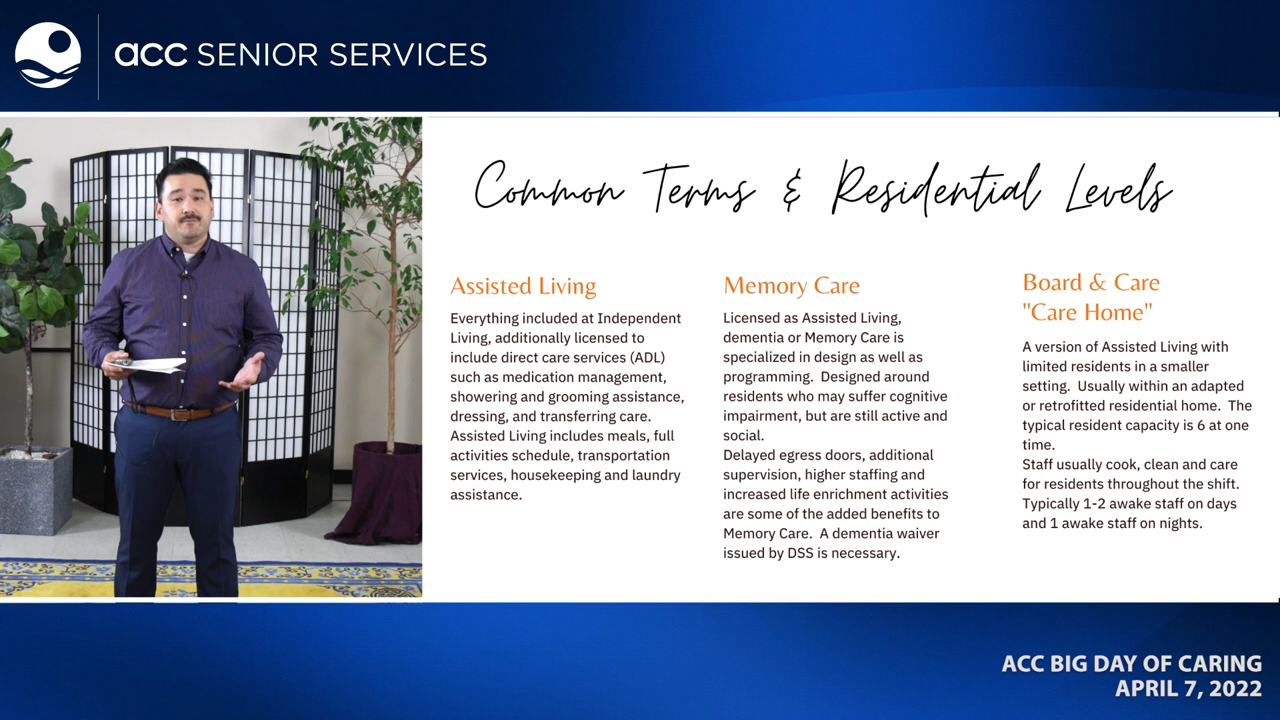 acc SENIOR SERVICES
Common Terms & Residential Levels
Assisted Living
Everything included at Independent
Living, additionally licensed to
include direct care services (ADL)
such as medication management,
showering and grooming assistance,
dressing, and transferring care.
Assisted Living includes meals, full
activities schedule, transportation
services, housekeeping and laundry
assistance.
Memory Care
Licensed as Assisted Living,
dementia or Memory Care is
specialized in design as well as
programming.  Designed around
residents who may suffer cognitive
impairment, but are still active and
social.
Delayed egress doors, additional
supervision, higher staffing and
increased life enrichment activities
are some of the added benefits to
Memory Care.  A dementia waiver
issued by DSS is necessary.
Board & Care
"Care Home"
A version of Assisted Living with
limited residents in a smaller
setting.  Usually within an adapted
or retrofitted residential home.  The
typical resident capacity is 6 at one
time.
Staff usually cook, clean and care
for residents throughout the shift.
Typically 1-2 awake staff on days
and 1 awake staff on nights.
ACC BIG DAY OF CARING
APRIL 7, 2022